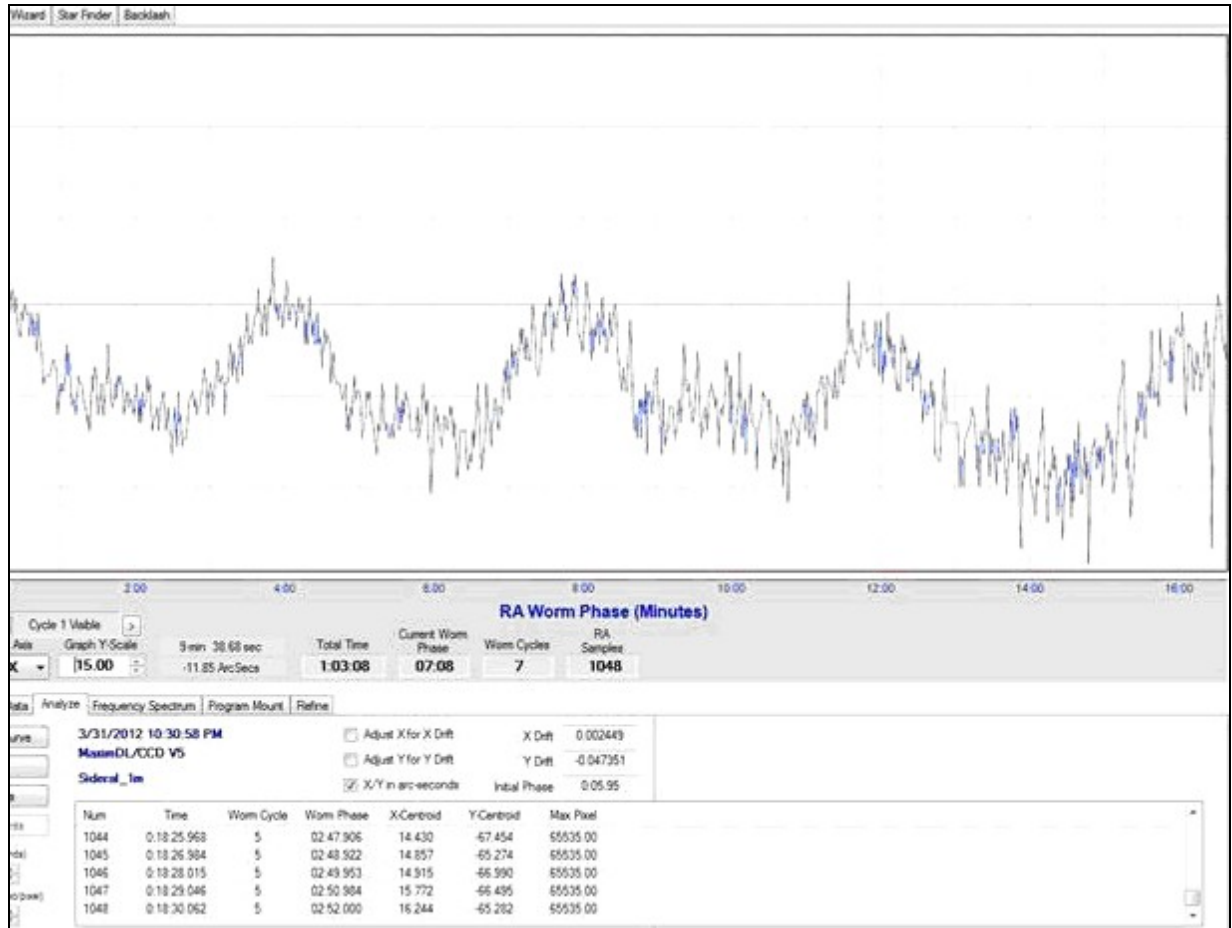 Wizard Star Finder Backlash
2:00 4:00 6:00 8:00 10:00 12:00 14:00 16:00
RA Worm Phase (Minutes)
Cycle 1 Visible >
Axis Graph Y-Scale 9 min 38.68 sec Total Time Current Worm Phase Worm Cycles RA Samples
X 15.00 -11.85 ArcSecs 1:03:08 07:08 7 1048
Analyze Frequency Spectrum Program Mount Refine
3/31/2012 10:30:58 PM Adjust X for X Drift X Drift 0.002449
MaximDL/CCD V5 Adjust Y for Y Drift Y Drift -0.047351
Sideral_1m X/Y in arc-seconds Initial Phase 0:05.95
Num Time Worm Cycle Worm Phase X-Centroid Y-Centroid Max Pixel
1044 0:18:25.968 5 02:47.906 14.430 -67.454 65535.00
1045 0:18:26.984 5 02:48.922 14.857 -65.274 65535.00
1046 0:18:28.015 5 02:49.953 14.915 -66.990 65535.00
1047 0:18:29.046 5 02:50.984 15.772 -66.495 65535.00
1048 0:18:30.062 5 02:52.000 16.244 -65.282 65535.00